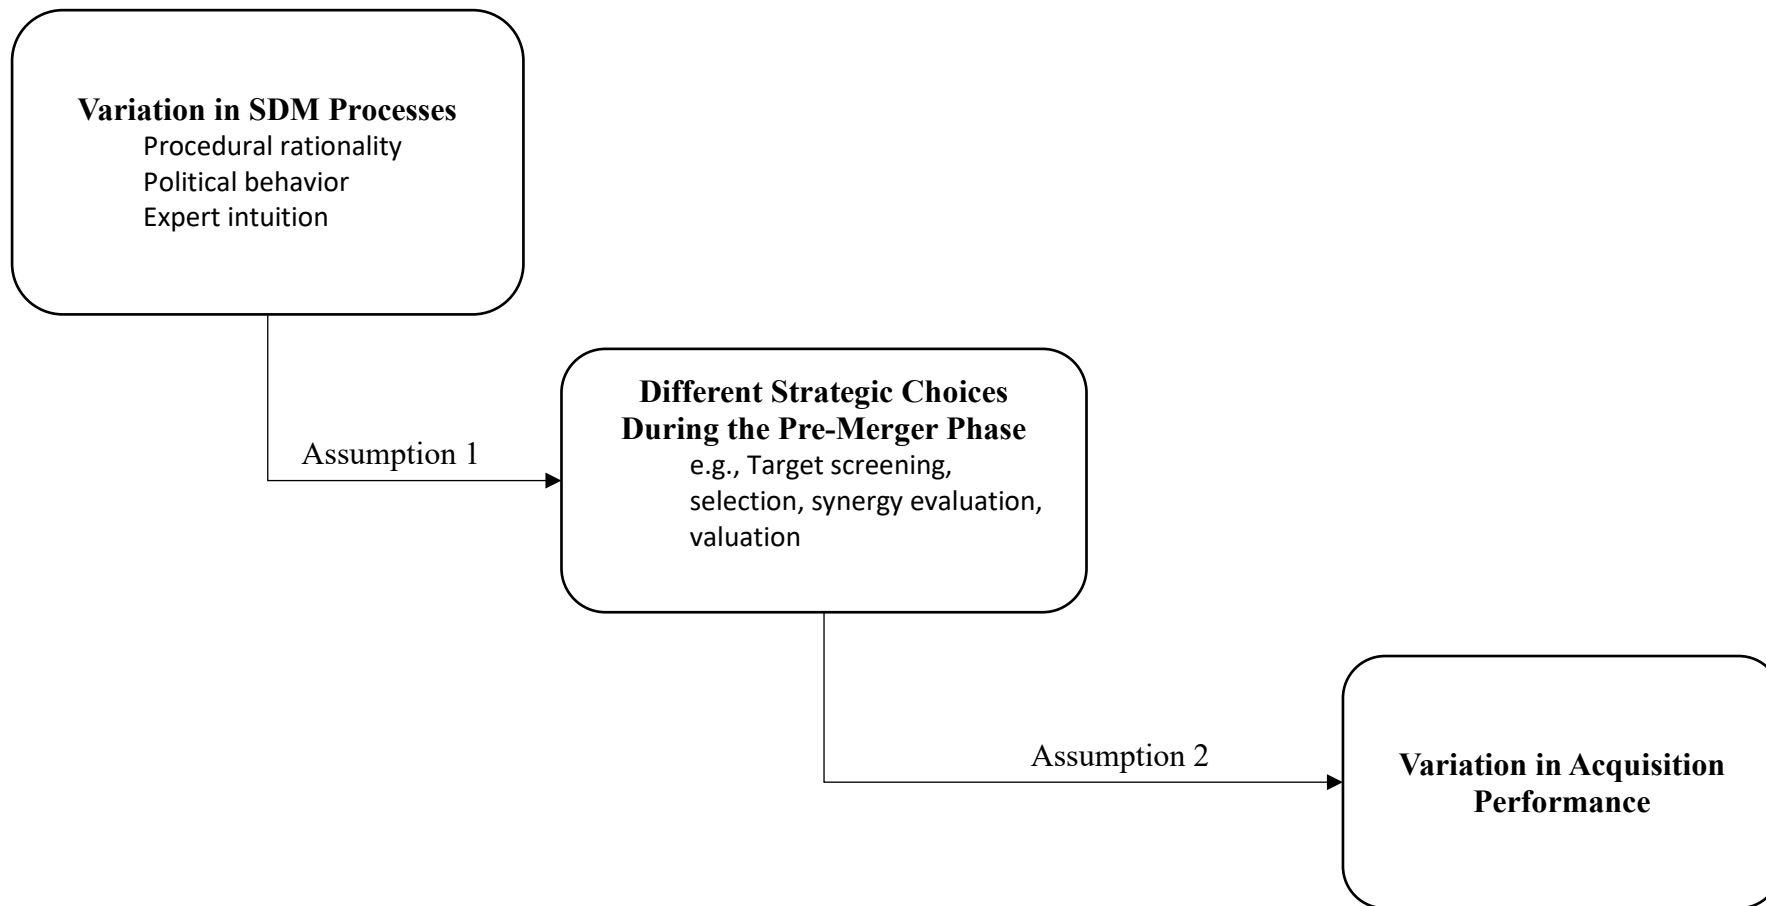 Variation in SDM Processes
Procedural rationality
Political behavior
Expert intuition
Assumption 1
Different Strategic Choices
During the Pre-Merger Phase
e.g., Target screening,
selection, synergy evaluation,
valuation
Assumption 2
Variation in Acquisition
Performance